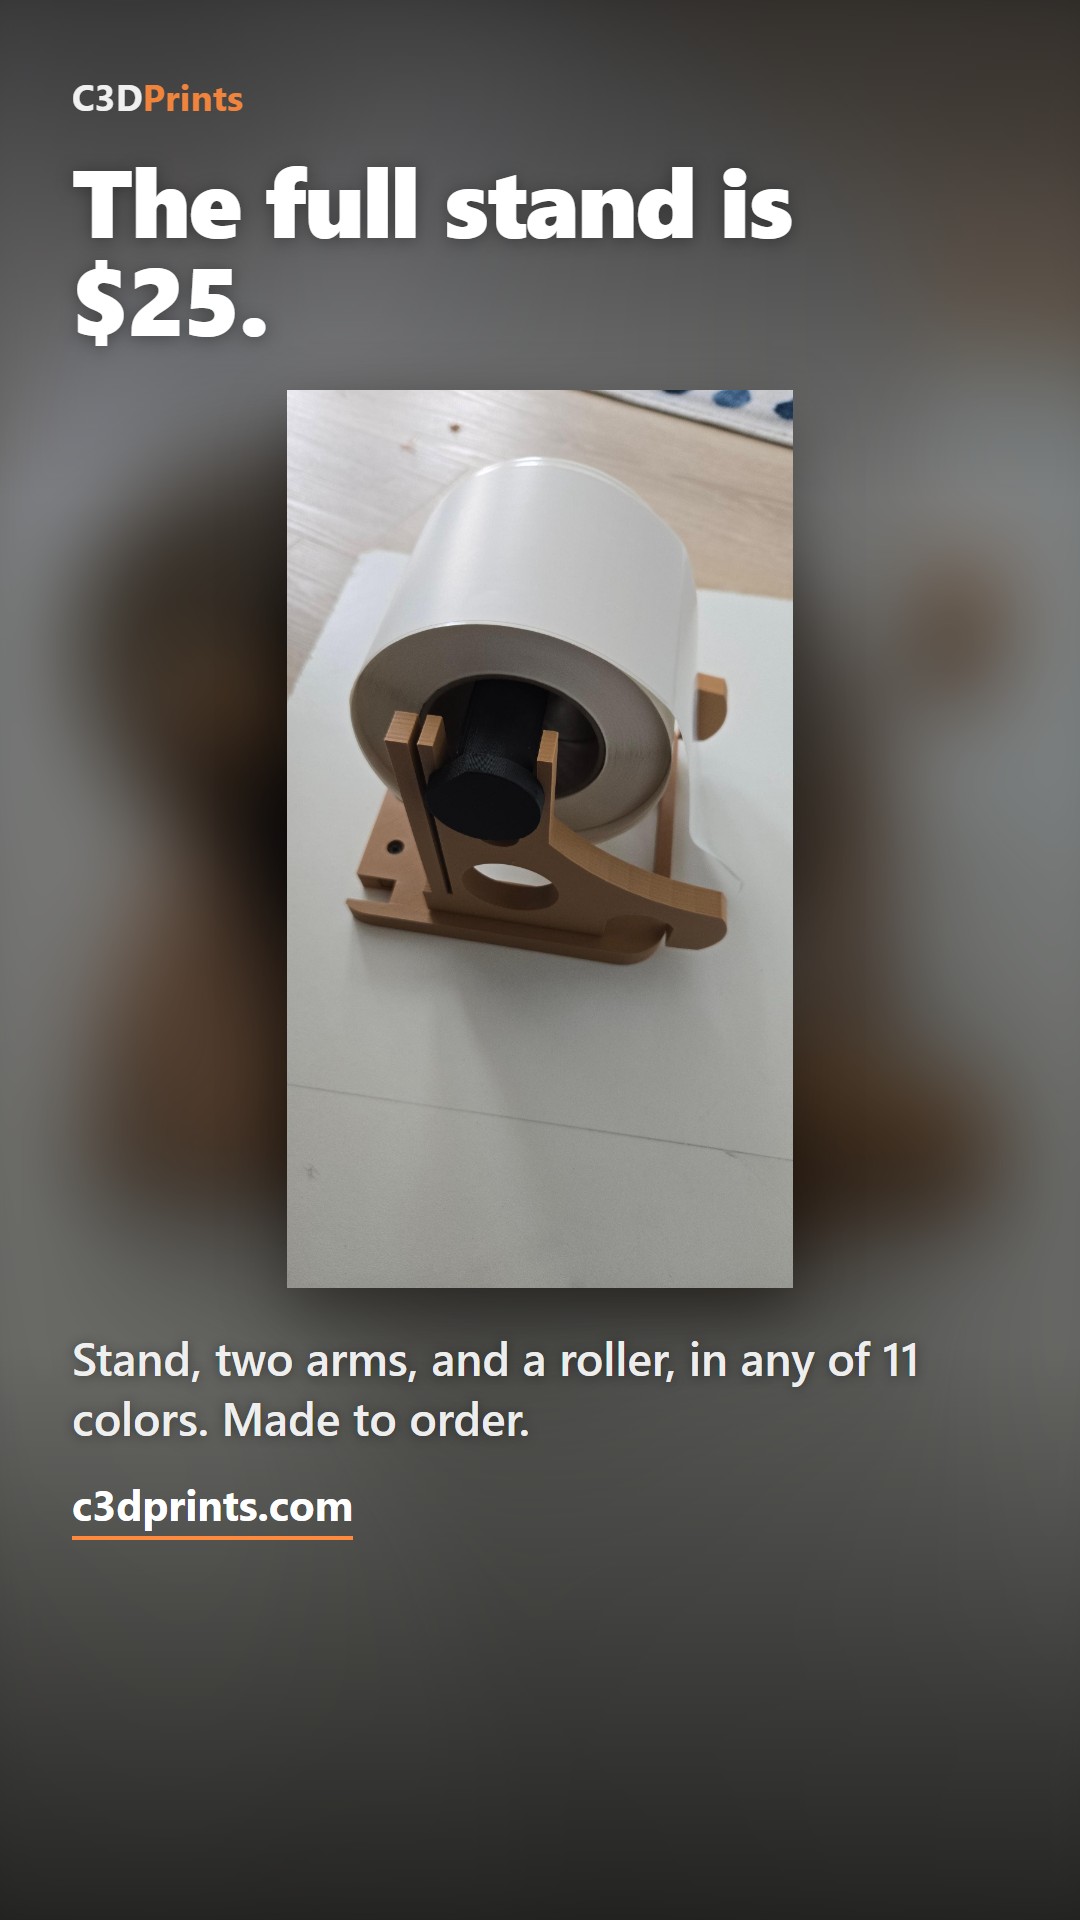 C3DPrints
The full stand is
$25.
Stand, two arms, and a roller, in any of 11
colors. Made to order.
c3dprints.com